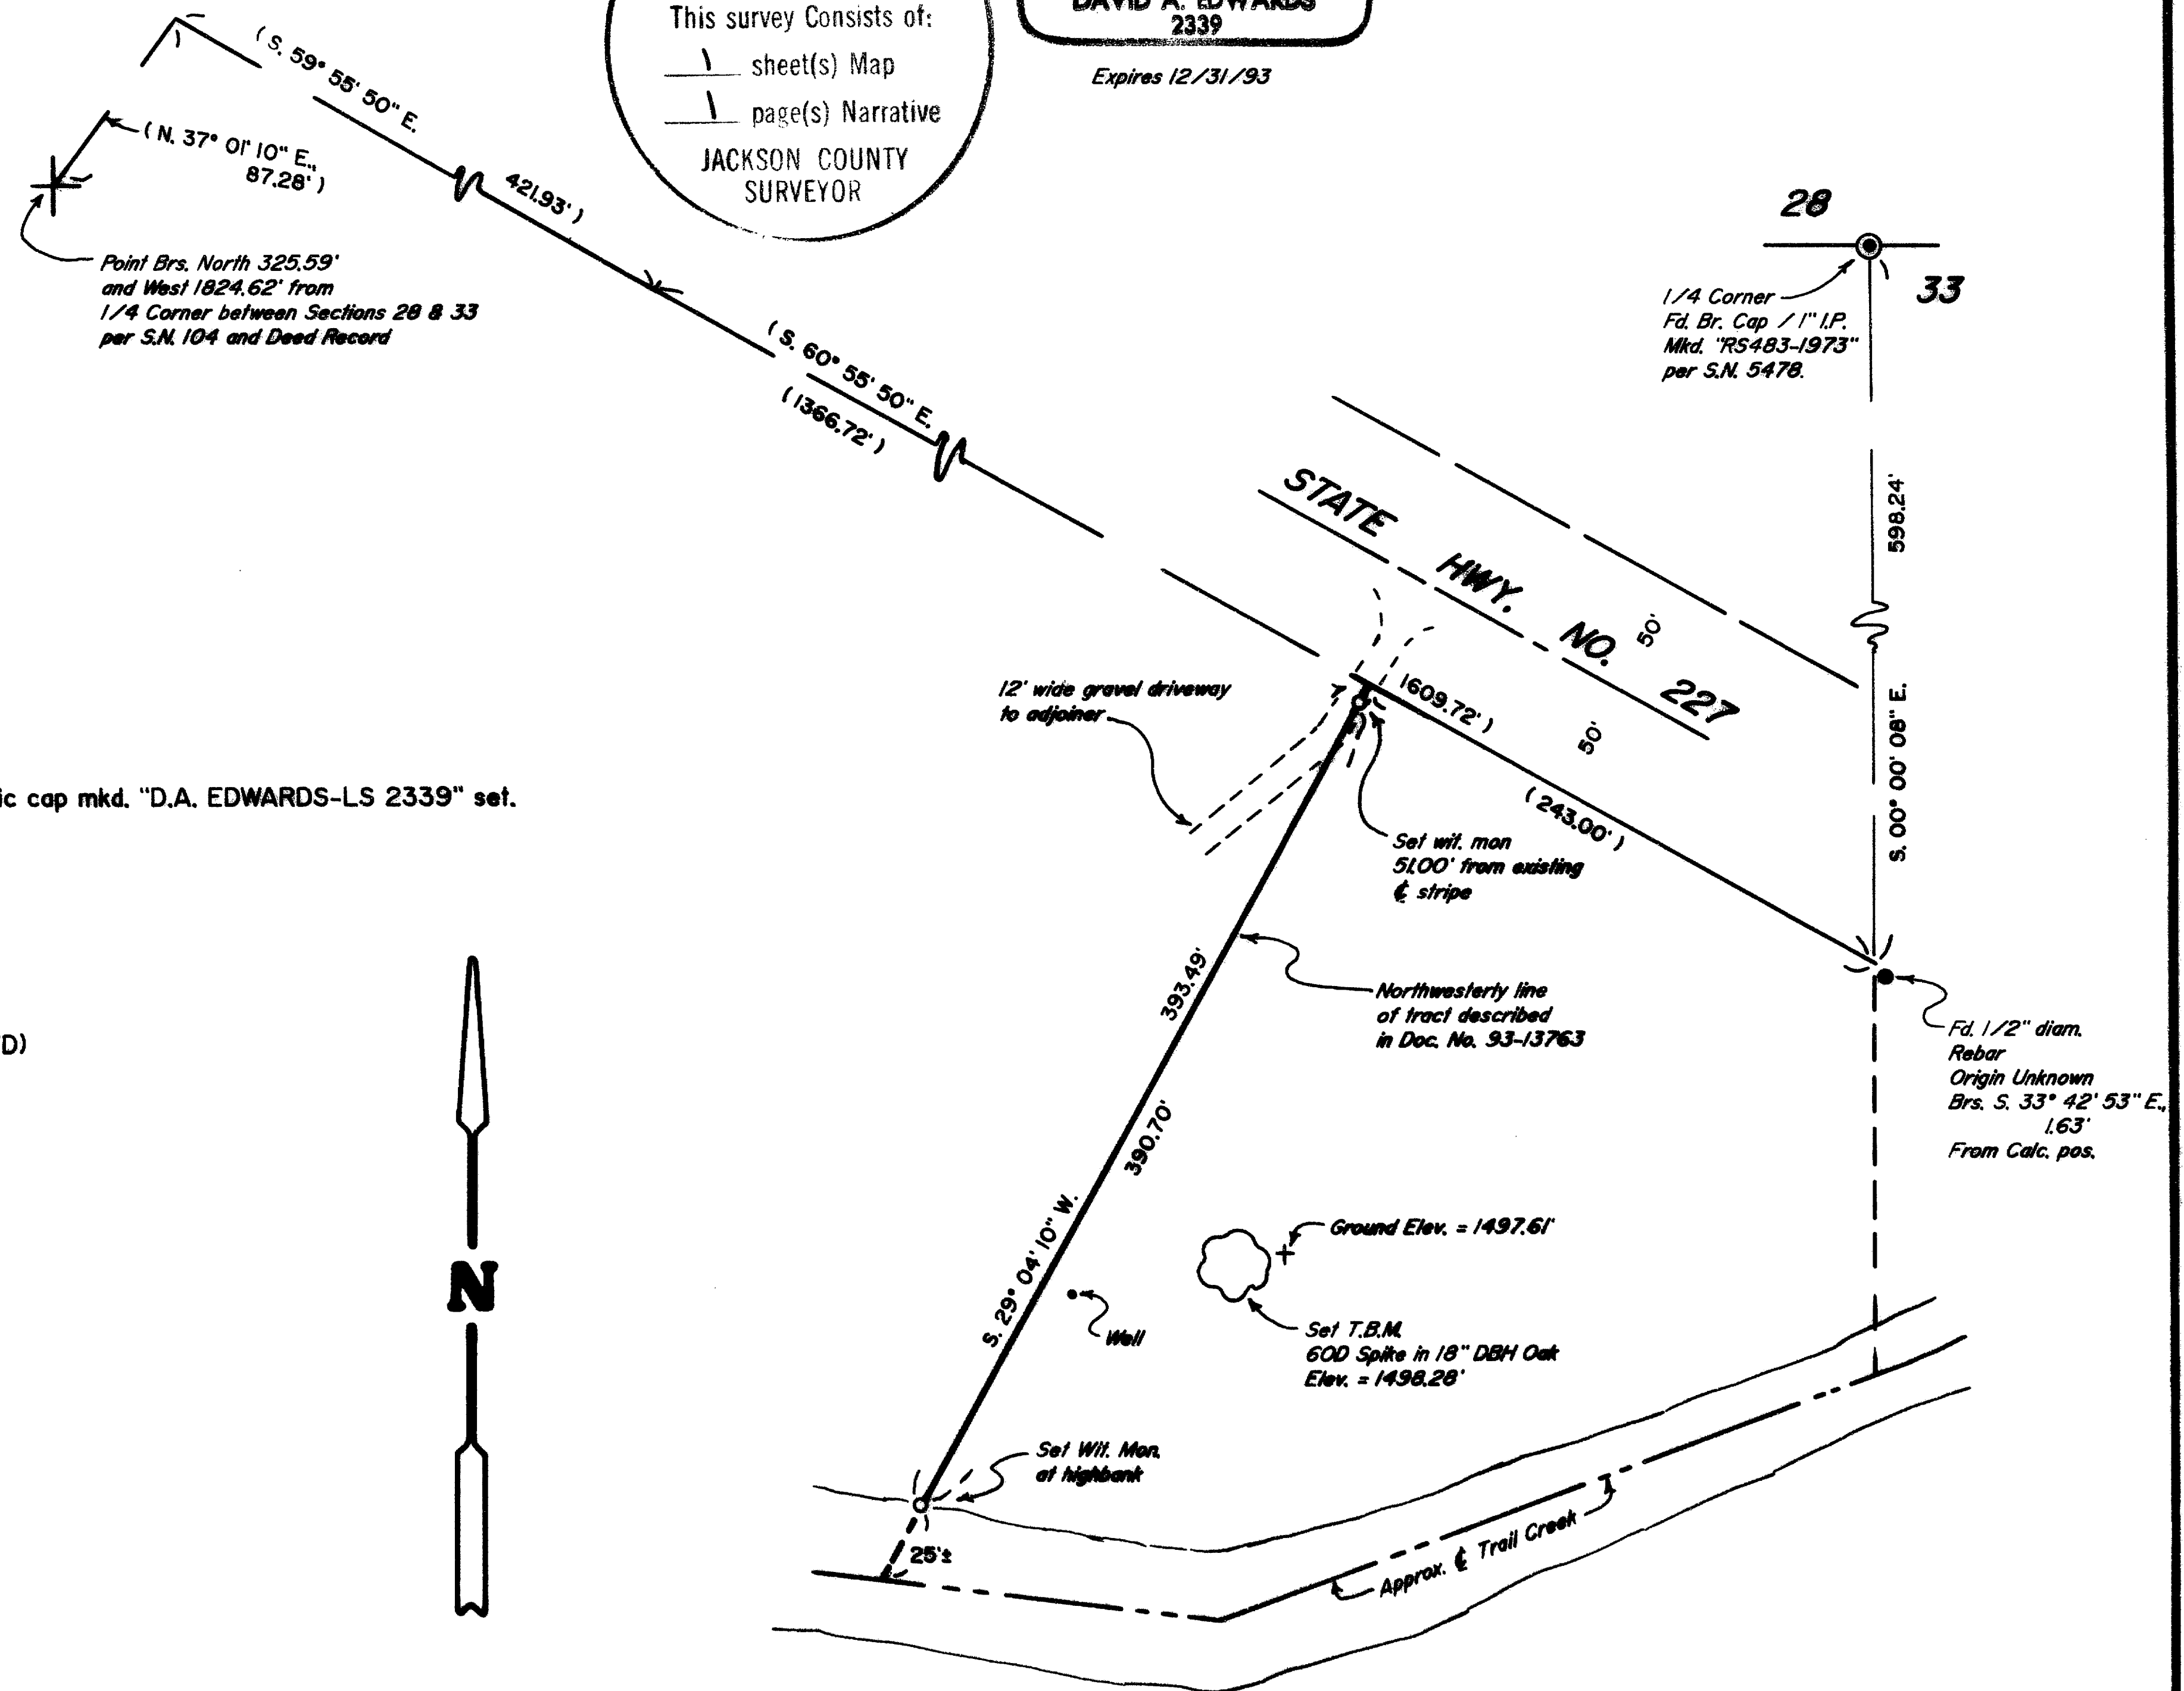 This survey Consists of:
1 sheet(s) Map
1 page(s) Narrative
JACKSON COUNTY
SURVEYOR
DAVID A. EDWARDS
2339
Expires 12/31/93
( S. 59° 55' 50" E.
421.93' )
( N. 37° 01' 10" E.,
87.28' )
Point Brs. North 325.59'
and West 1824.62' from
1/4 Corner between Sections 28 & 33
per S.N. 104 and Deed Record
( S. 60° 55' 50" E.
( 1366.72' )
28
33
1/4 Corner
Fd. Br. Cap / 1" I.P.
Mkd. "RS483-1973"
per S.N. 5478.
598.24'
S. 00° 00' 08" E.
STATE HWY. NO. 227
50'
50'
1609.72' )
( 243.00' )
12' wide gravel driveway
to adjoiner
ic cap mkd. "D.A. EDWARDS-LS 2339" set.
Set wit. mon
51.00' from existing
℄ stripe
393.49'
390.70'
S. 29° 04' 10" W.
Northwesterly line
of tract described
in Doc. No. 93-13763
Fd. 1/2" diam.
Rebar
Origin Unknown
Brs. S. 33° 42' 53" E.,
1.63'
From Calc. pos.
D)
N
Ground Elev. = 1497.61'
Well
Set T.B.M.
60D Spike in 18" DBH Oak
Elev. = 1498.28'
Set Wit. Mon.
at highbank
25'±
Approx. ℄ Trail Creek